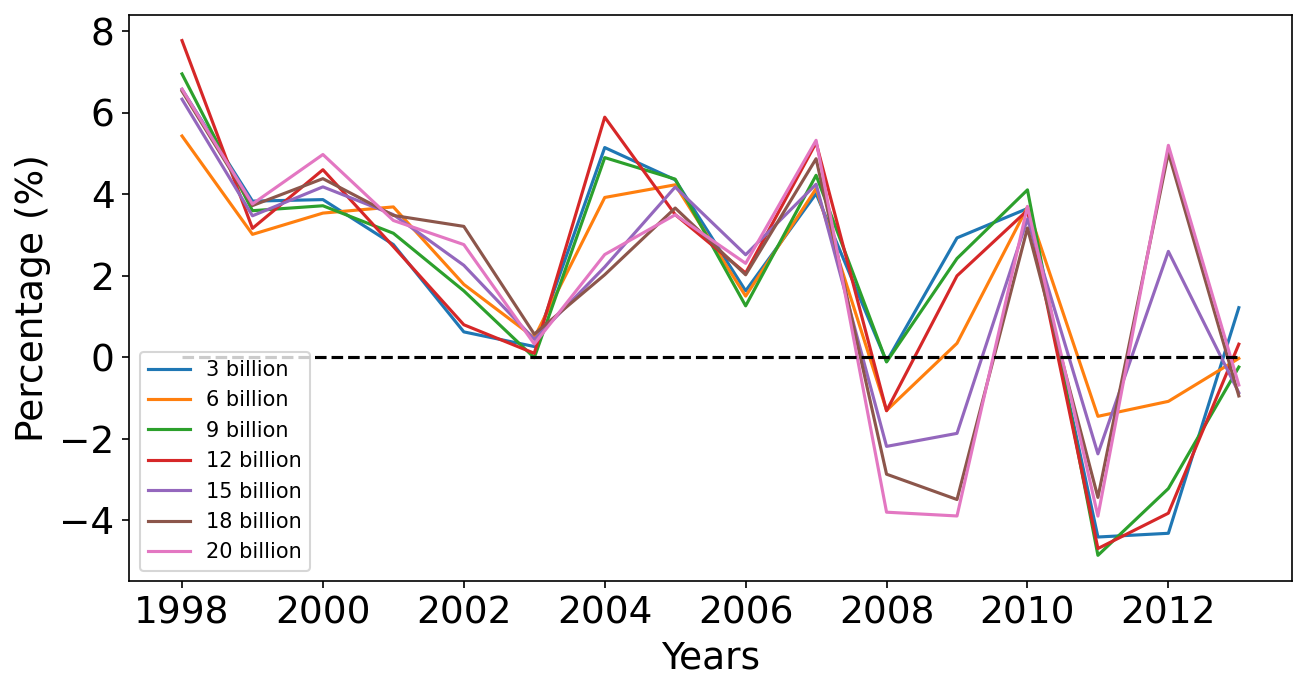 Percentage (%)
8
6
4
2
0
−2
−4
3 billion
6 billion
9 billion
12 billion
15 billion
18 billion
20 billion
1998 2000 2002 2004 2006 2008 2010 2012
Years